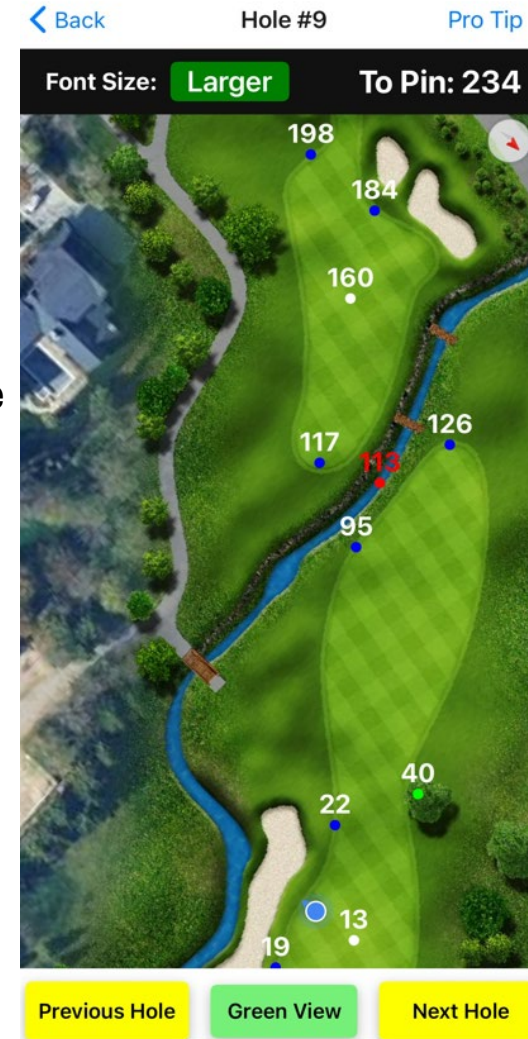 Back Hole #9 Pro Tip
Font Size: Larger To Pin: 234
198
184
160
e
126
117
113
95
40
22
13
19
Previous Hole Green View Next Hole